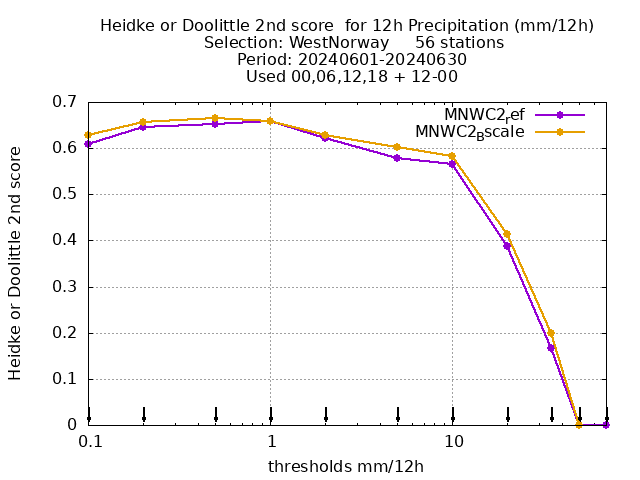 Heidke or Doolittle 2nd score  for 12h Precipitation (mm/12h)
Selection: WestNorway     56 stations
Period: 20240601-20240630
Used 00,06,12,18 + 12-00
MNWC2ref
MNWC2Bscale
0.7
0.6
0.5
0.4
0.3
0.2
0.1
0
Heidke or Doolittle 2nd score
0.1 1 10
thresholds mm/12h